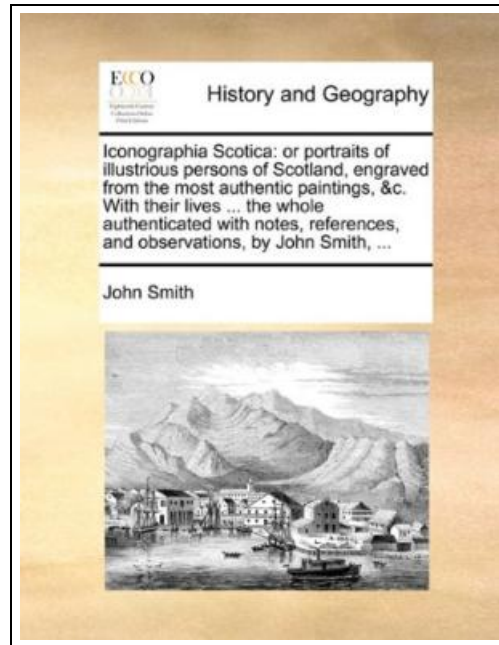 ECCO
History and Geography
Iconographia Scotica: or portraits of
illustrious persons of Scotland, engraved
from the most authentic paintings, &c.
With their lives ... the whole
authenticated with notes, references,
and observations, by John Smith, ...
John Smith